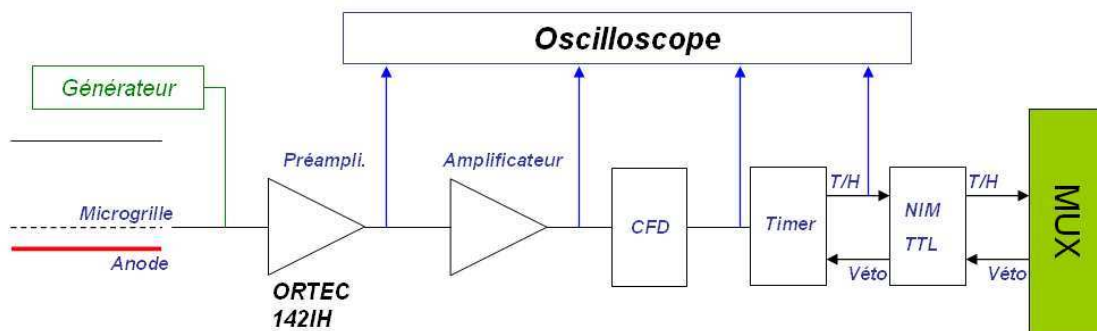 Oscilloscope
Générateur
Préampli.
Amplificateur
T/H
T/H
Microgrille
CFD
Timer
NIM
TTL
MUX
Anode
Véto
Véto
ORTEC
142IH